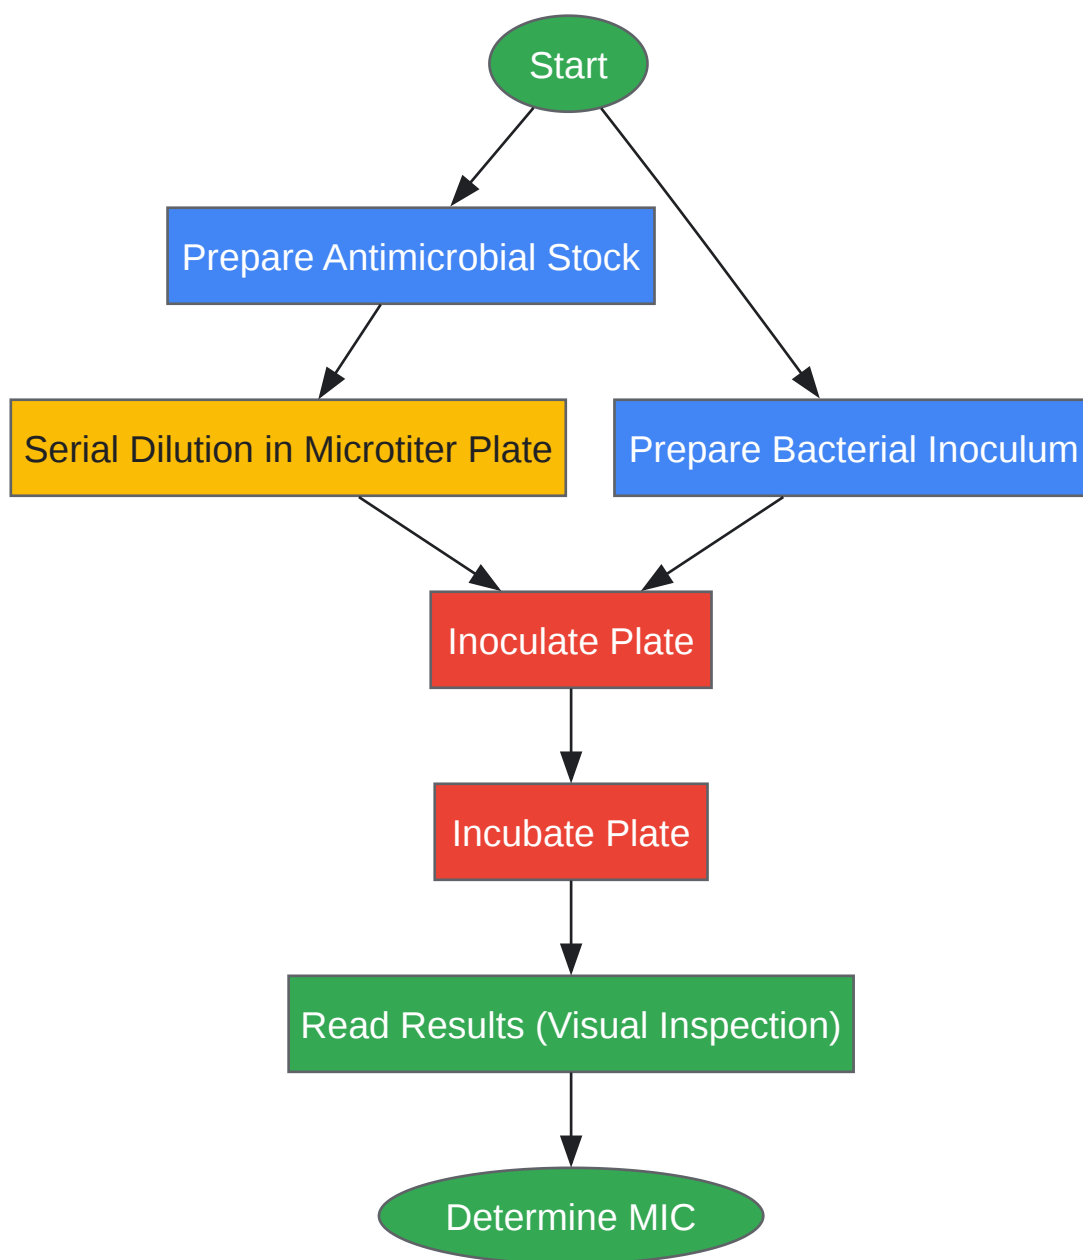 Start
Prepare Antimicrobial Stock
Serial Dilution in Microtiter Plate
Prepare Bacterial Inoculum
Inoculate Plate
Incubate Plate
Read Results (Visual Inspection)
Determine MIC